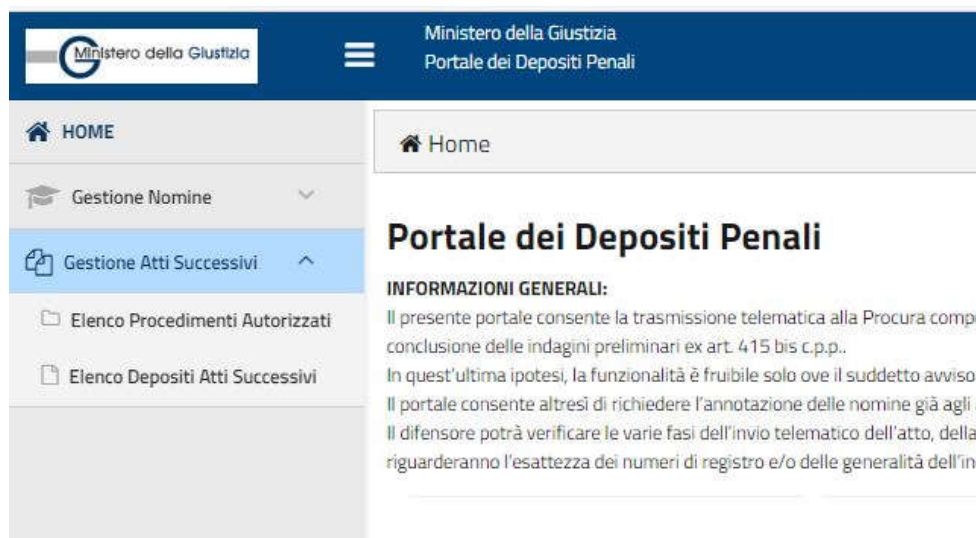 Ministero della Giustizia
Ministero della Giustizia
Portale dei Depositi Penali
HOME
Gestione Nomine
Gestione Atti Successivi
Elenco Procedimenti Autorizzati
Elenco Depositi Atti Successivi
Home
Portale dei Depositi Penali
INFORMAZIONI GENERALI:
Il presente portale consente la trasmissione telematica alla Procura comp
conclusione delle indagini preliminari ex art. 415 bis c.p.p..
In quest'ultima ipotesi, la funzionalità è fruibile solo ove il suddetto avviso
Il portale consente altresì di richiedere l'annotazione delle nomine già agli
Il difensore potrà verificare le varie fasi dell'invio telematico dell'atto, della
riguarderanno l'esattezza dei numeri di registro e/o delle generalità dell'in